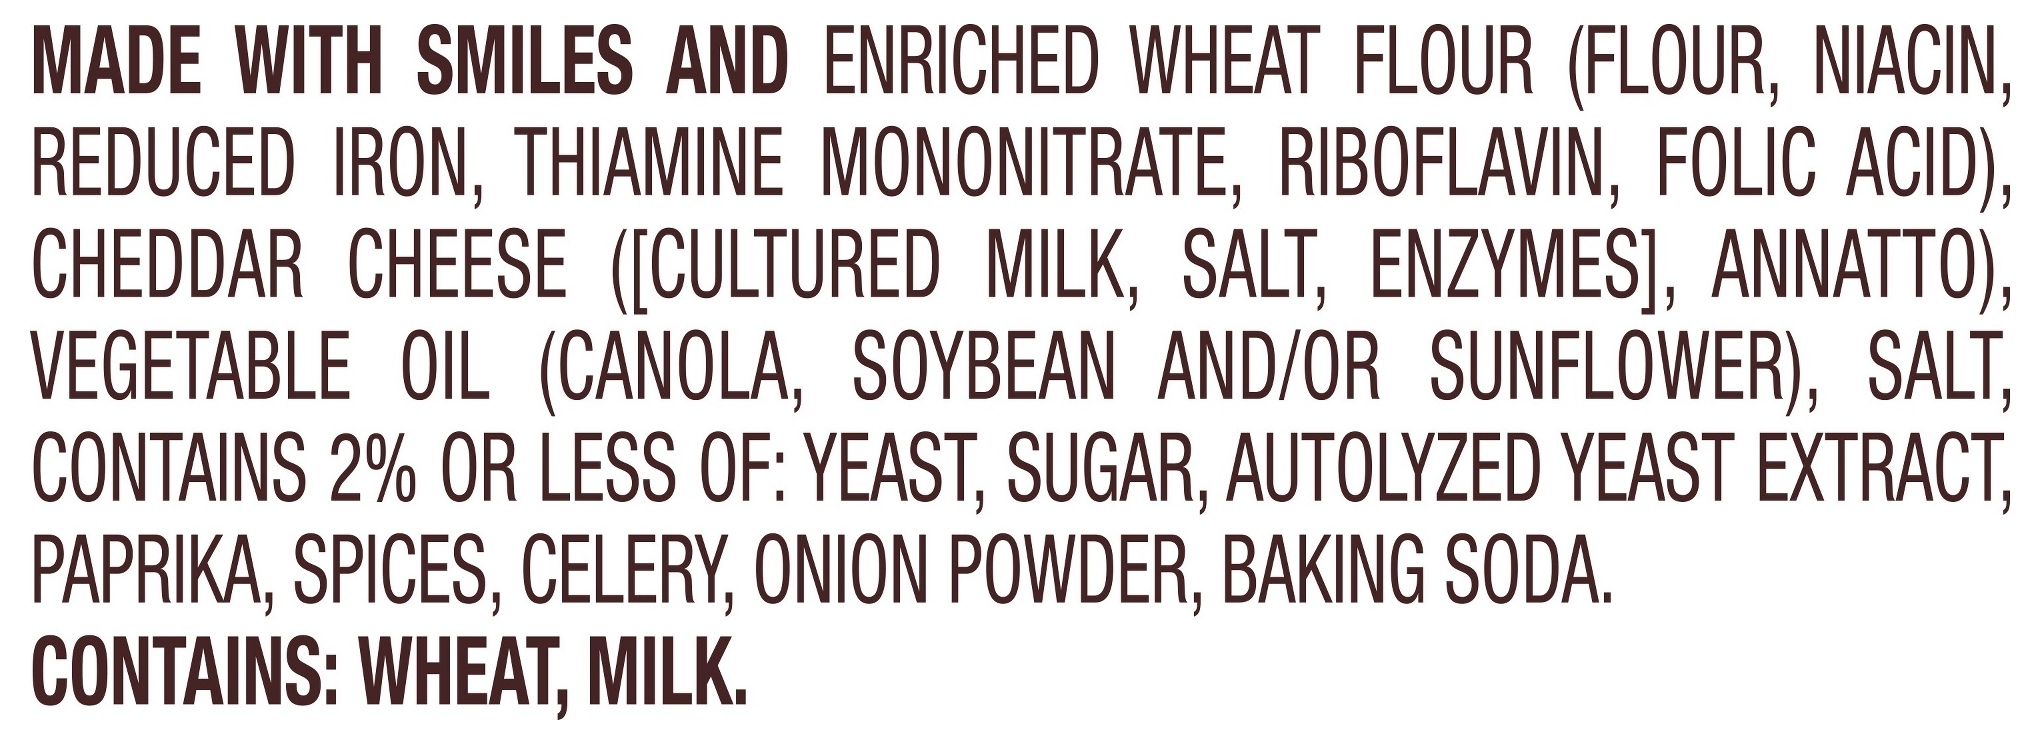 MADE WITH SMILES AND ENRICHED WHEAT FLOUR (FLOUR, NIACIN,
REDUCED IRON, THIAMINE MONONITRATE, RIBOFLAVIN, FOLIC ACID),
CHEDDAR CHEESE ([CULTURED MILK, SALT, ENZYMES], ANNATTO),
VEGETABLE OIL (CANOLA, SOYBEAN AND/OR SUNFLOWER), SALT,
CONTAINS 2% OR LESS OF: YEAST, SUGAR, AUTOLYZED YEAST EXTRACT,
PAPRIKA, SPICES, CELERY, ONION POWDER, BAKING SODA.
CONTAINS: WHEAT, MILK.